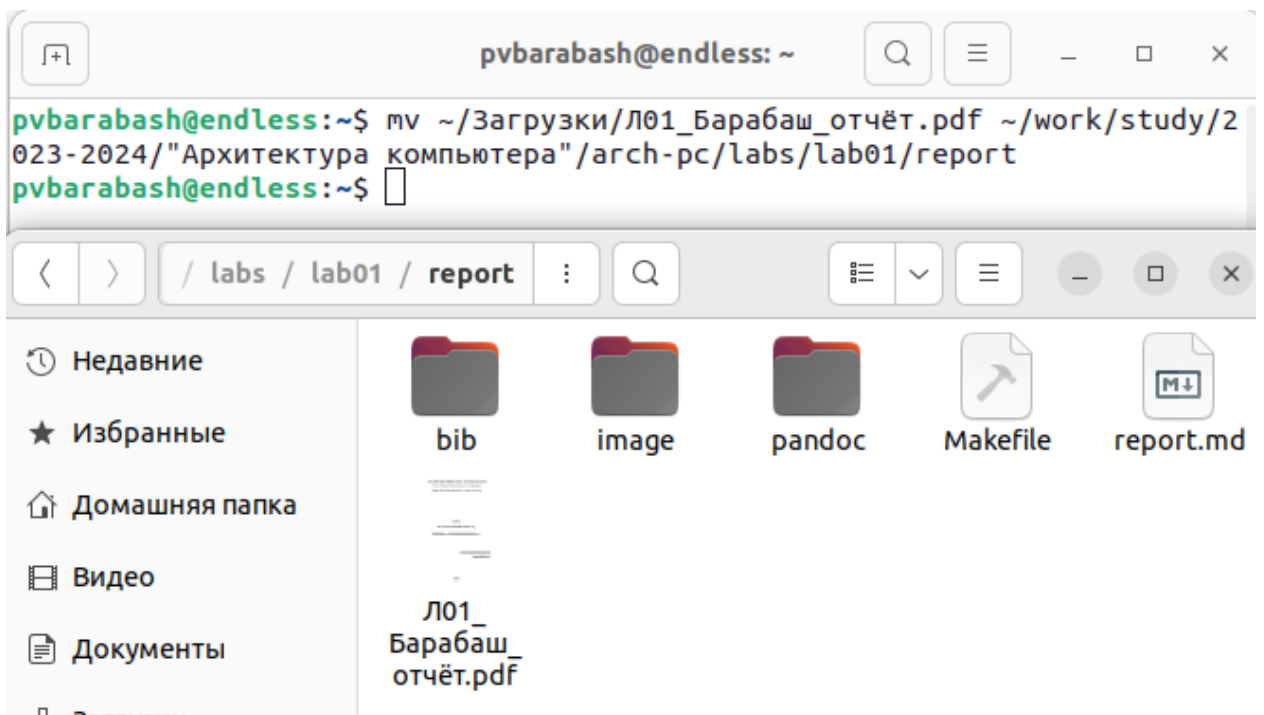 pvbarabash@endless: ~
pvbarabash@endless:~$ mv ~/Загрузки/Л01_Барабаш_отчёт.pdf ~/work/study/2
023-2024/"Архитектура компьютера"/arch-pc/labs/lab01/report
pvbarabash@endless:~$
/ labs / lab01 / report
Недавние
Избранные
Домашняя папка
Видео
Документы
bib
image
pandoc
Makefile
report.md
Л01_
Барабаш_
отчёт.pdf